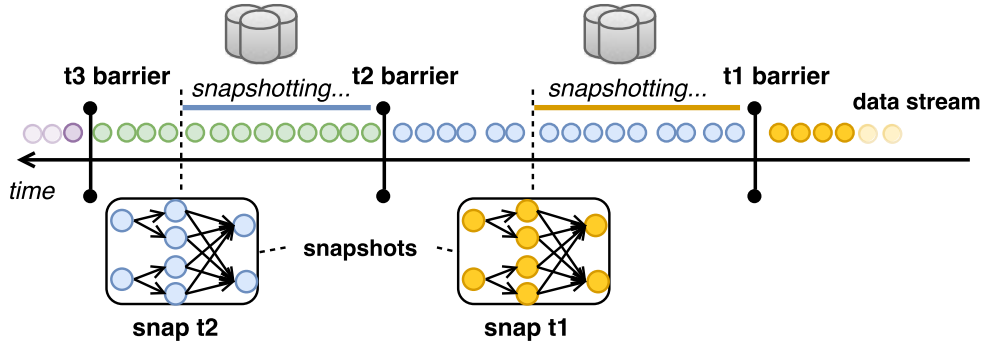 t3 barrier
t2 barrier
t1 barrier
snapshotting...
snapshotting...
data stream
time
snapshots
snap t2
snap t1